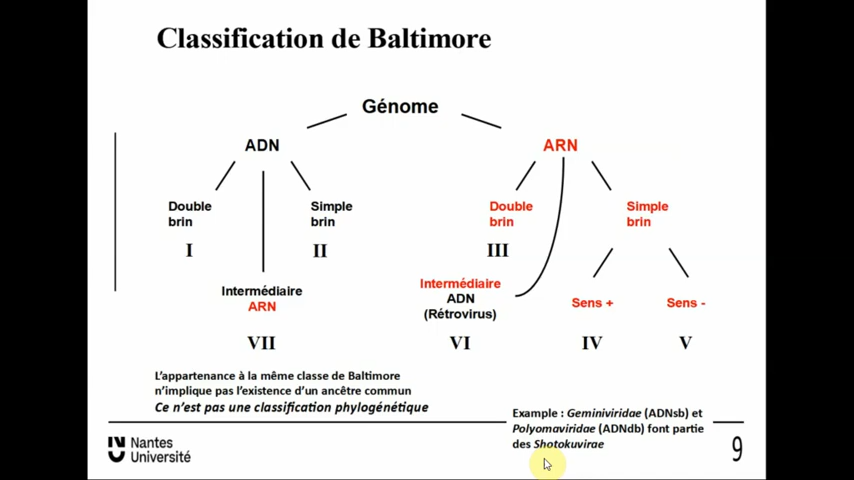 Classification de Baltimore
Génome
ADN
ARN
Double
brin
I
Simple
brin
II
Double
brin
III
Simple
brin
Intermédiaire
ARN
VII
Intermédiaire
ADN
(Rétrovirus)
VI
Sens +
IV
Sens -
V
L'appartenance à la même classe de Baltimore
n'implique pas l'existence d'un ancêtre commun
Ce n'est pas une classification phylogénétique
Example : Geminiviridae (ADNsb) et
Polyomaviridae (ADNdb) font partie
des Shotokuvirae
Nantes
Université
9